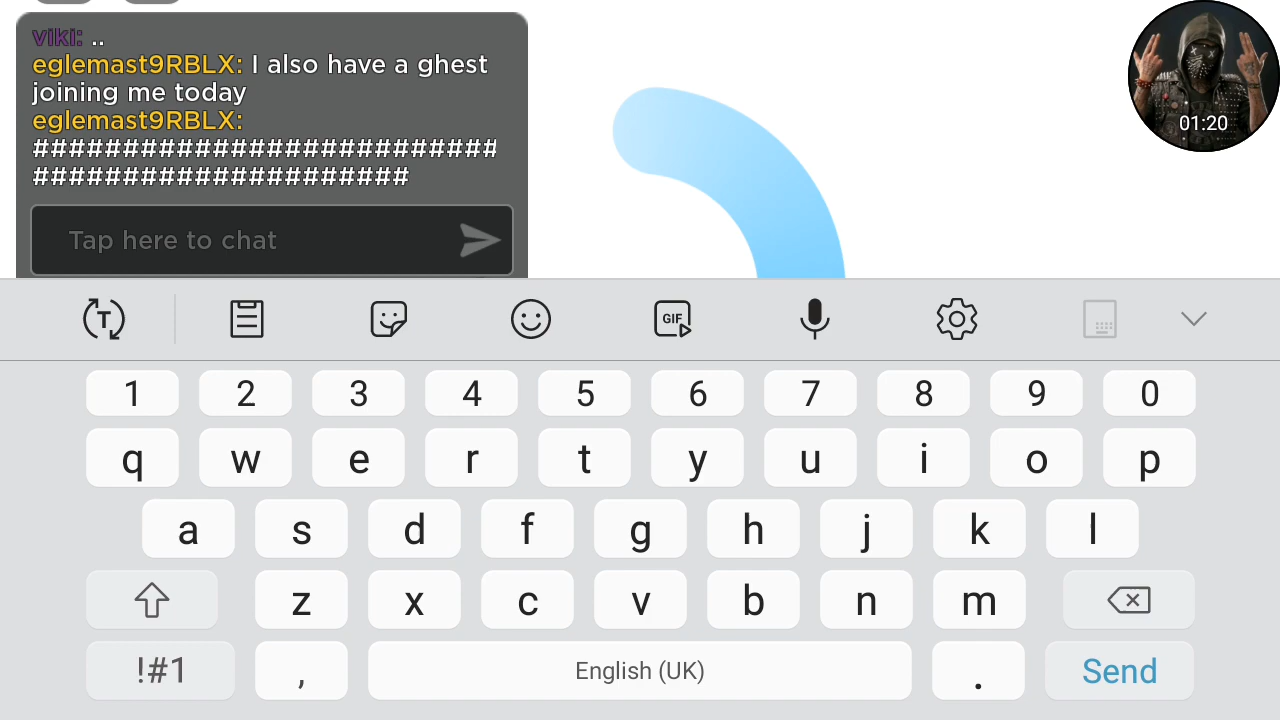 viki: ..
eglemast9RBLX: I also have a ghest
joining me today
eglemast9RBLX:
##########################
#####################
Tap here to chat
01:20
T
GIF
1 2 3 4 5 6 7 8 9 0
q w e r t y u i o p
a s d f g h j k l
z x c v b n m
!#1 , English (UK) . Send